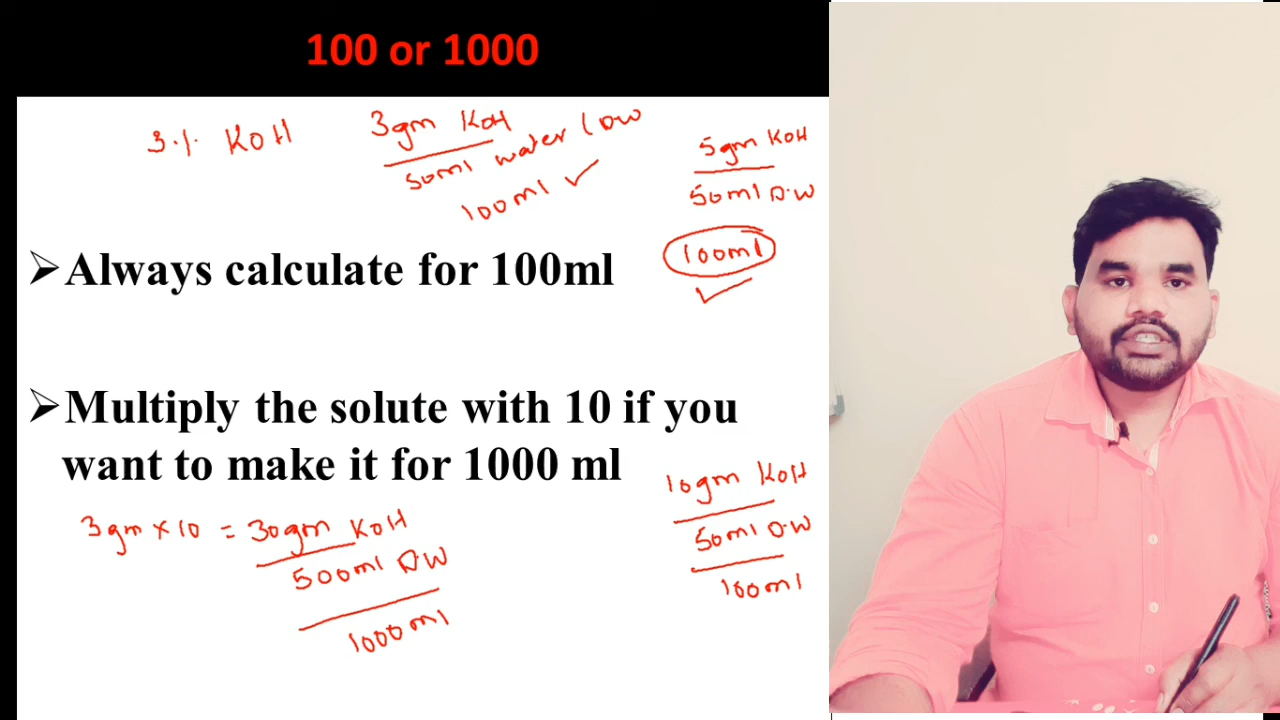 100 or 1000
3% KOH
3gm KOH
50ml water (DW
100ml ✓
5gm KOH
50ml D.W
100ml
✓
➢Always calculate for 100ml
➢Multiply the solute with 10 if you
want to make it for 1000 ml
3gm × 10 = 30gm KOH
500ml D.W
1000ml
10gm KOH
50ml D.W
100ml